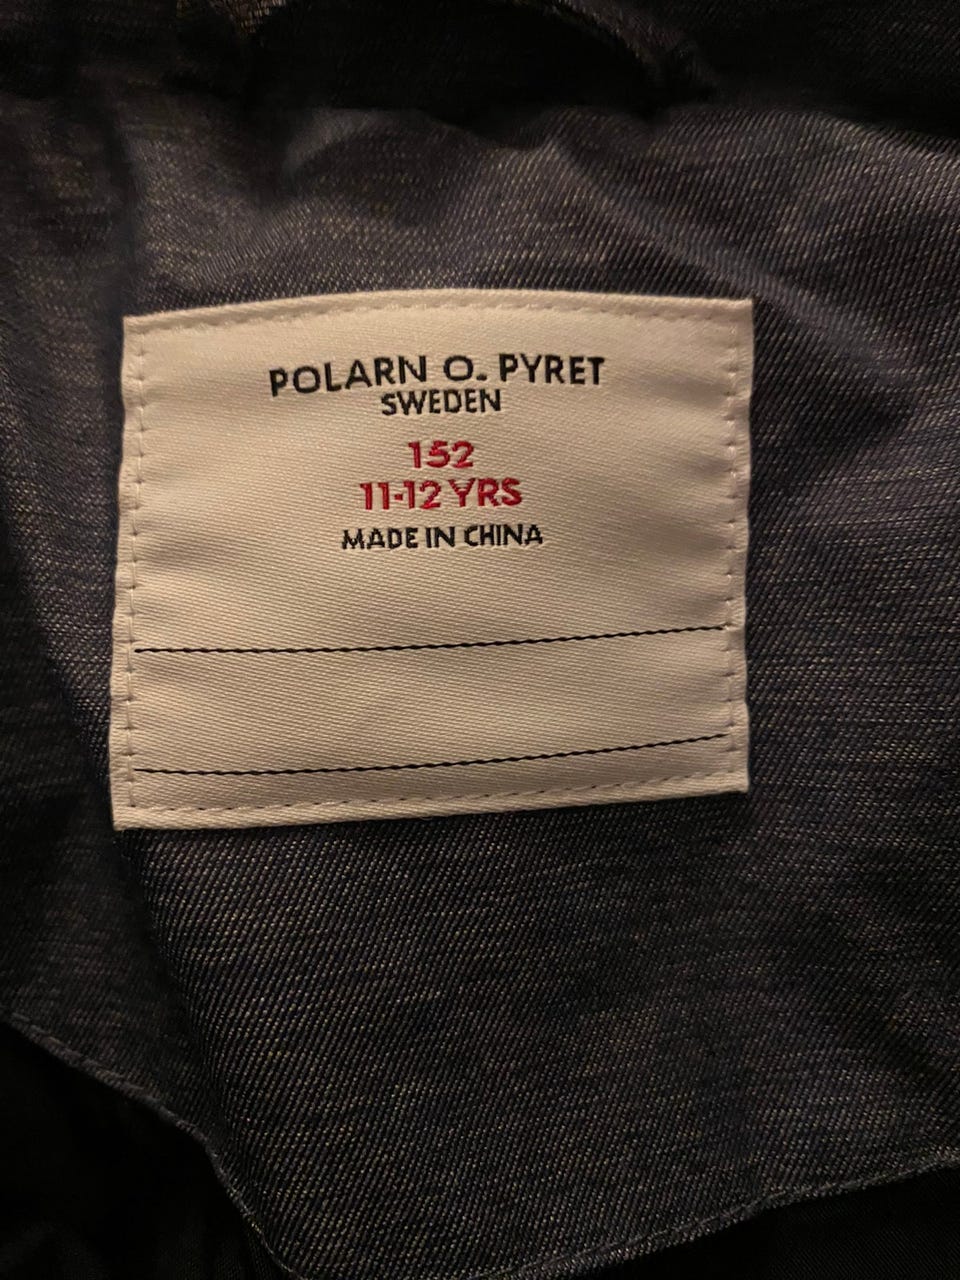 POLARN O. PYRET
SWEDEN
152
11-12 YRS
MADE IN CHINA